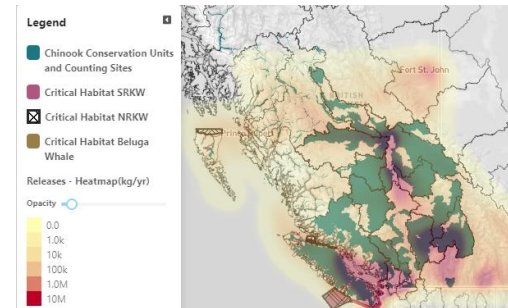 Legend
Chinook Conservation Units
and Counting Sites
Critical Habitat SRKW
Critical Habitat NRKW
Critical Habitat Beluga
Whale
Releases - Heatmap(kg/yr)
Opacity
0.0
1.0k
10k
100k
1.0M
10M
Fort St. John
BRITISH
Prince Rupert